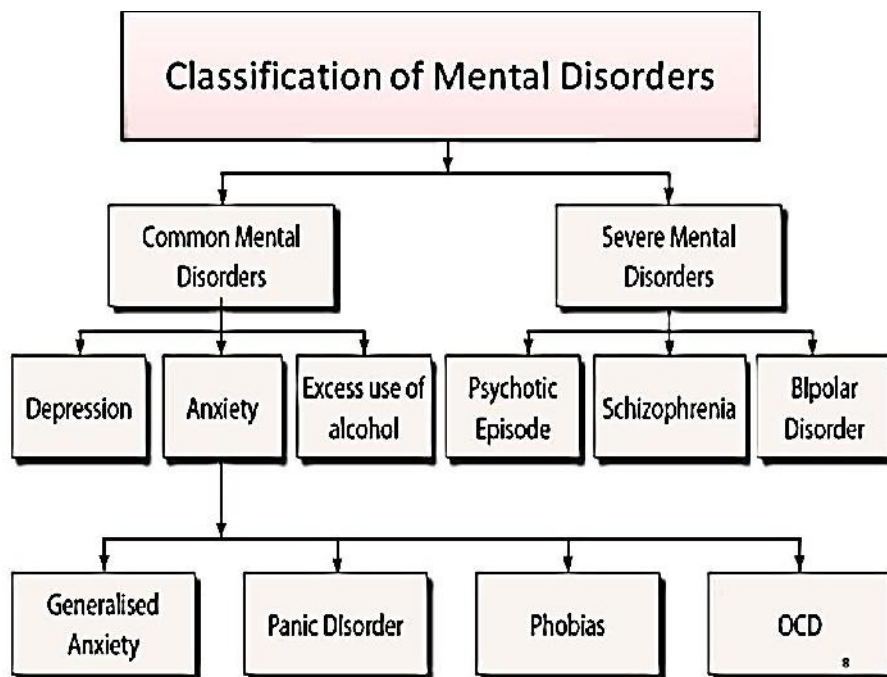 Classification of Mental Disorders
Common Mental
Disorders
Severe Mental
Disorders
Depression
Anxiety
Excess use of
alcohol
Psychotic
Episode
Schizophrenia
BIpolar
Disorder
Generalised
Anxiety
Panic DIsorder
Phobias
OCD
8